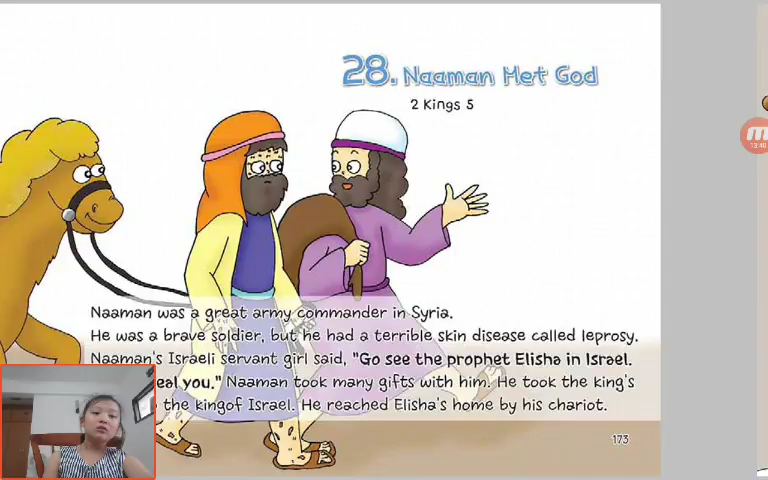 28. Naaman Met God
2 Kings 5
Naaman was a great army commander in Syria.
He was a brave soldier, but he had a terrible skin disease called leprosy.
Naaman's Israeli servant girl said, "Go see the prophet Elisha in Israel.
eal you." Naaman took many gifts with him. He took the king's
the kingof Israel. He reached Elisha's home by his chariot.
173
13:40